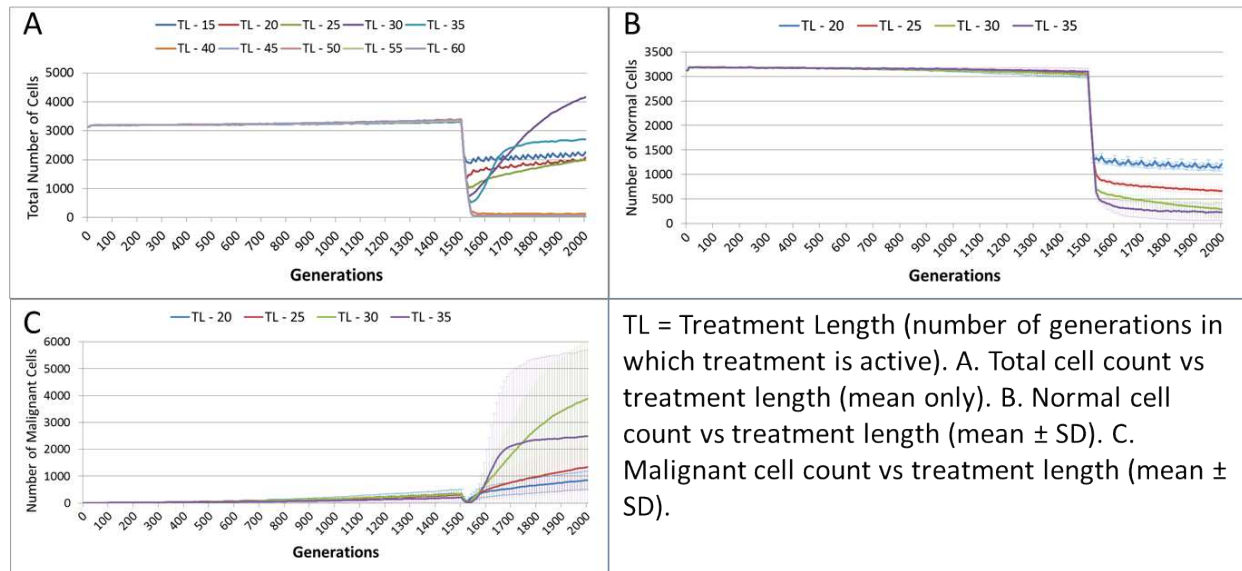 A
TL - 15 TL - 20 TL - 25 TL - 30 TL - 35
TL - 40 TL - 45 TL - 50 TL - 55 TL - 60
Total Number of Cells
5000
4000
3000
2000
1000
0
0 100 200 300 400 500 600 700 800 900 1000 1100 1200 1300 1400 1500 1600 1700 1800 1900 2000
Generations
B
TL - 20 TL - 25 TL - 30 TL - 35
Number of Normal Cells
3500
3000
2500
2000
1500
1000
500
0
0 100 200 300 400 500 600 700 800 900 1000 1100 1200 1300 1400 1500 1600 1700 1800 1900 2000
Generations
C
TL - 20 TL - 25 TL - 30 TL - 35
Number of Malignant Cells
6000
5000
4000
3000
2000
1000
0
0 100 200 300 400 500 600 700 800 900 1000 1100 1200 1300 1400 1500 1600 1700 1800 1900 2000
Generations
TL = Treatment Length (number of generations in
which treatment is active). A. Total cell count vs
treatment length (mean only). B. Normal cell
count vs treatment length (mean ± SD). C.
Malignant cell count vs treatment length (mean ±
SD).